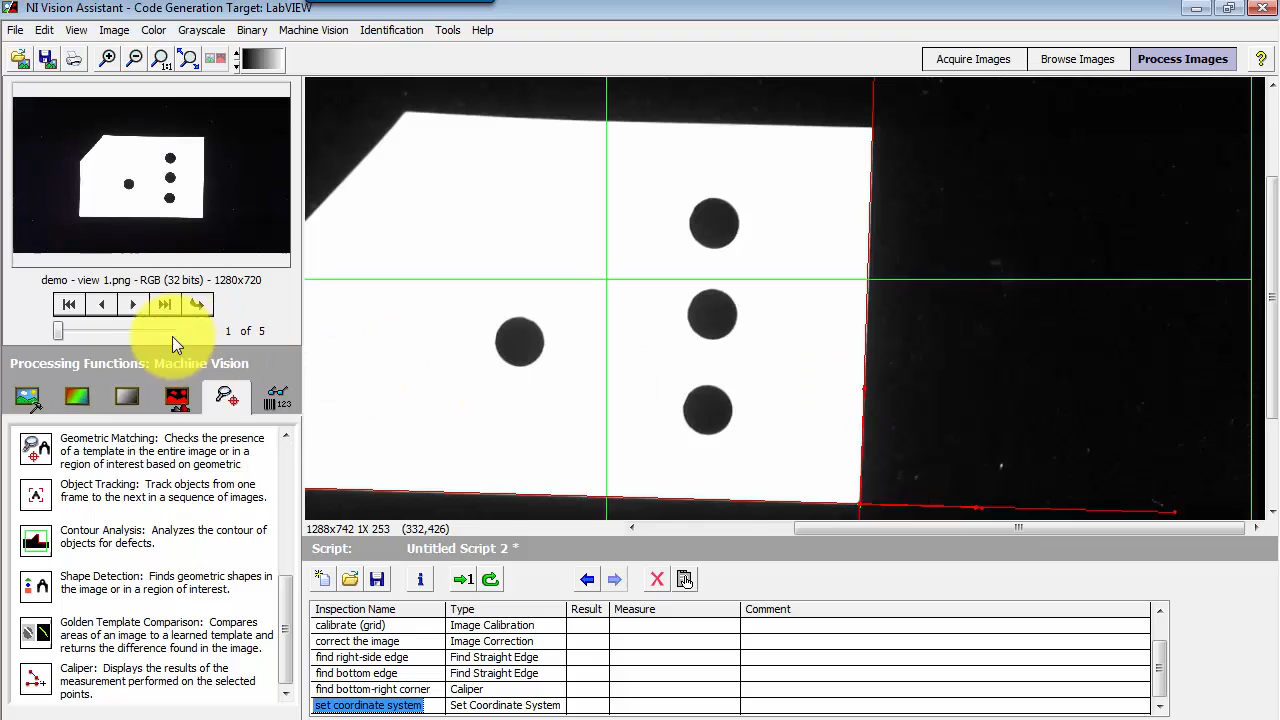 NI Vision Assistant - Code Generation Target: LabVIEW
File Edit View Image Color Grayscale Binary Machine Vision Identification Tools Help
1:1
Acquire Images Browse Images Process Images ?
demo - view 1.png - RGB (32 bits) - 1280x720
1 of 5
Processing Functions: Machine Vision
123
Geometric Matching: Checks the presence
of a template in the entire image or in a
region of interest based on geometric
Object Tracking: Track objects from one
frame to the next in a sequence of images.
Contour Analysis: Analyzes the contour of
objects for defects.
Shape Detection: Finds geometric shapes in
the image or in a region of interest.
Golden Template Comparison: Compares
areas of an image to a learned template and
returns the difference found in the image.
Caliper: Displays the results of the
measurement performed on the selected
points.
1288x742 1X 253 (332,426)
Script: Untitled Script 2 *
1
Inspection Name Type Result Measure Comment
calibrate (grid) Image Calibration
correct the image Image Correction
find right-side edge Find Straight Edge
find bottom edge Find Straight Edge
find bottom-right corner Caliper
set coordinate system Set Coordinate System